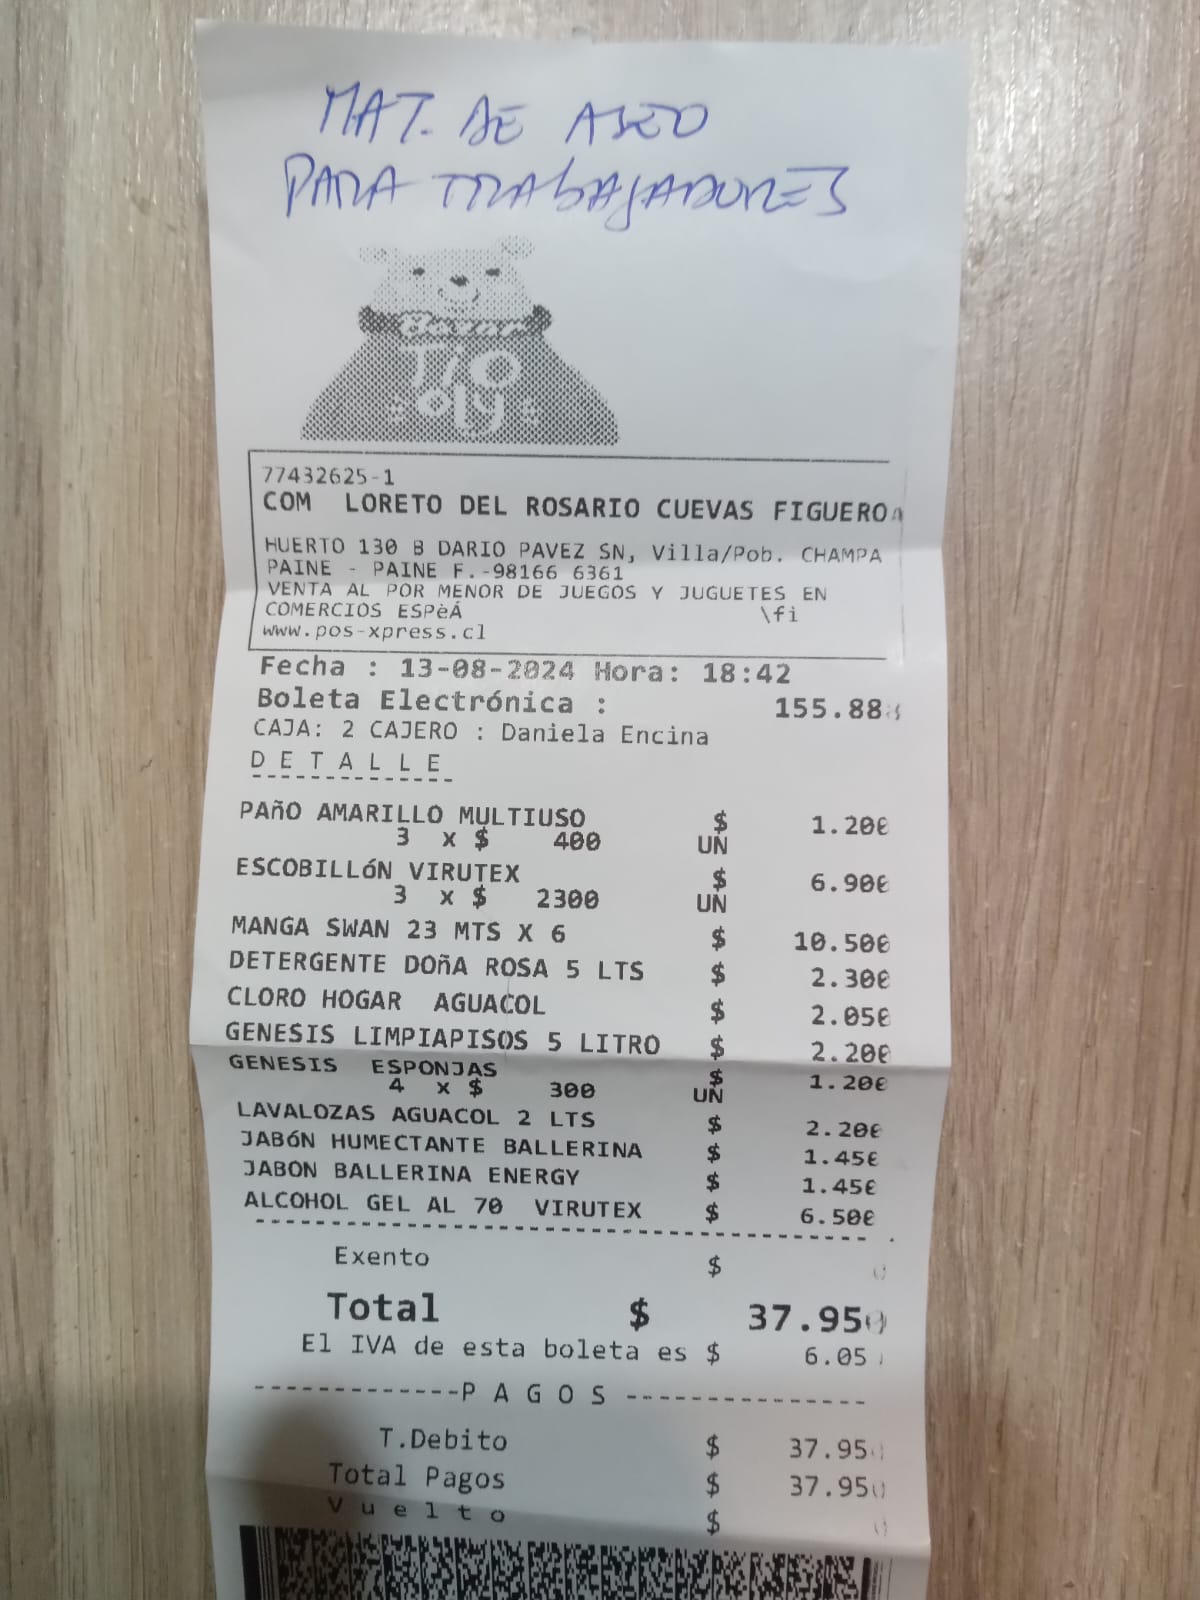 MAT. DE ASEO
PARA TRABAJADORES
Bazar
TIO
oly
77432625-1
COM LORETO DEL ROSARIO CUEVAS FIGUEROA
HUERTO 130 B DARIO PAVEZ SN, Villa/Pob. CHAMPA
PAINE - PAINE F.-98166 6361
VENTA AL POR MENOR DE JUEGOS Y JUGUETES EN
COMERCIOS ESPèÁ \fi
www.pos-xpress.cl
Fecha : 13-08-2024 Hora: 18:42
Boleta Electrónica :
CAJA: 2 CAJERO : Daniela Encina
D E T A L L E
PAñO AMARILLO MULTIUSO $ 1.200
3 x $ 400 UN
ESCOBILLóN VIRUTEX $ 6.900
3 x $ 2300 UN
MANGA SWAN 23 MTS X 6 $ 10.500
DETERGENTE DOñA ROSA 5 LTS $ 2.300
CLORO HOGAR AGUACOL $ 2.050
GENESIS LIMPIAPISOS 5 LITRO $ 2.200
GENESIS ESPONJAS $ 1.200
4 x $ 300 UN
LAVALOZAS AGUACOL 2 LTS $ 2.200
JABóN HUMECTANTE BALLERINA $ 1.450
JABON BALLERINA ENERGY $ 1.450
ALCOHOL GEL AL 70 VIRUTEX $ 6.500
Exento $ 0
Total $ 37.950
El IVA de esta boleta es $
-------------P A G O S ---------------
T.Debito $ 37.950
Total Pagos $ 37.950
V u e l t o $ 0